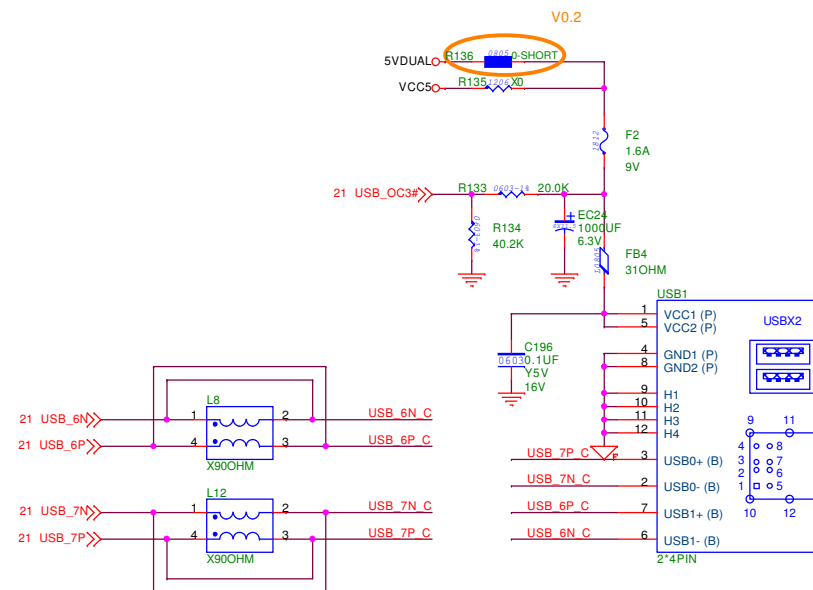 V0.2
5VDUAL R136 0805 0-SHORT
VCC5 R135 1206 X0
F2
1812
1.6A
9V
21 USB_OC3# R133 0603-1% 20.0K
EC24
R134 0603-1%
1000UF
40.2K
6.3V
FB4
L0805
31OHM
USB1
1 VCC1 (P)
5 VCC2 (P)
USBX2
C196
4 GND1 (P)
0603 0.1UF
8 GND2 (P)
Y5V
16V
9 H1
10 H2
11 H3
12 H4
L8
21 USB_6N 1 2 USB_6N_C
21 USB_6P 4 3 USB_6P_C
X90OHM
USB_7P_C 3 USB0+ (B)
USB_7N_C 2 USB0- (B)
USB_6P_C 7 USB1+ (B)
USB_6N_C 6 USB1- (B)
2*4PIN
9 11
4 8
3 7
2 6
1 5
10 12
L12
21 USB_7N 1 2 USB_7N_C
21 USB_7P 4 3 USB_7P_C
X90OHM